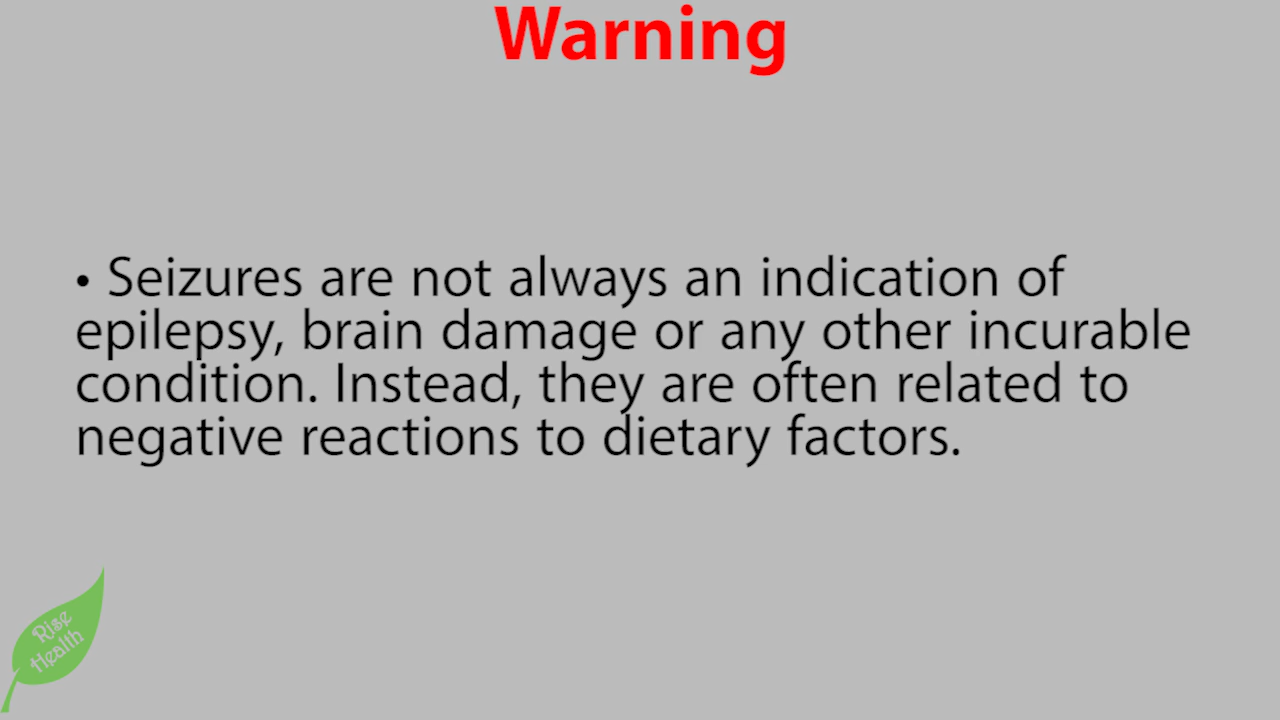 Warning
• Seizures are not always an indication of
epilepsy, brain damage or any other incurable
condition. Instead, they are often related to
negative reactions to dietary factors.
Rise
Health